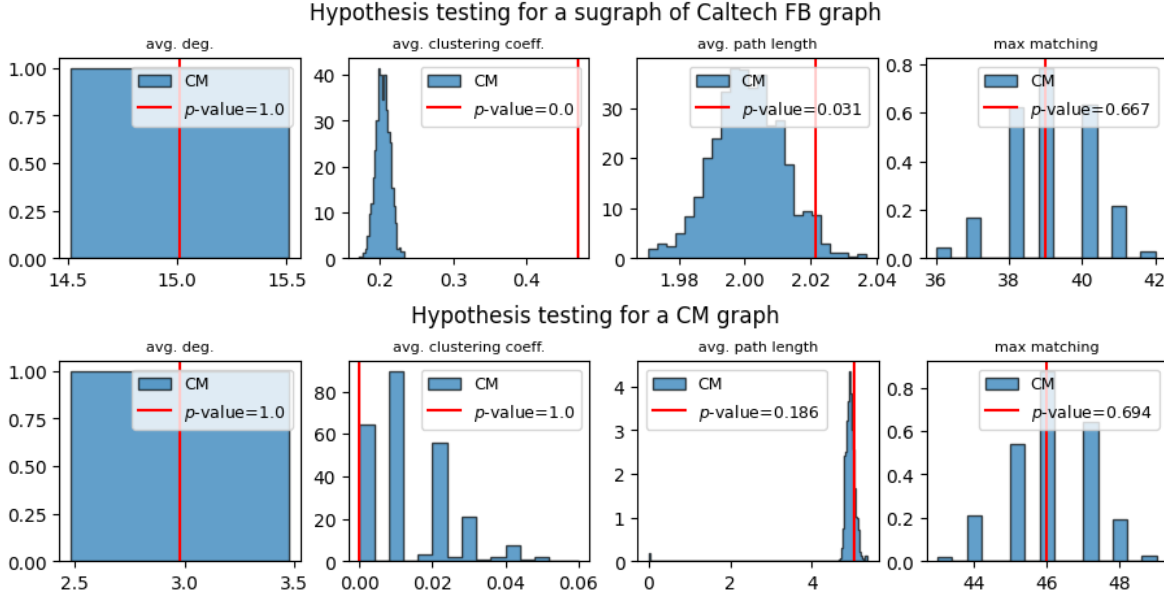 Hypothesis testing for a sugraph of Caltech FB graph
avg. deg.
CM
p-value=1.0
1.00
0.75
0.50
0.25
0.00
14.5
15.0
15.5
avg. clustering coeff.
CM
p-value=0.0
40
30
20
10
0
0.2
0.3
0.4
avg. path length
CM
p-value=0.031
30
20
10
0
1.98
2.00
2.02
2.04
max matching
CM
p-value=0.667
0.8
0.6
0.4
0.2
0.0
36
38
40
42
Hypothesis testing for a CM graph
avg. deg.
CM
p-value=1.0
1.00
0.75
0.50
0.25
0.00
2.5
3.0
3.5
avg. clustering coeff.
CM
p-value=1.0
80
60
40
20
0
0.00
0.02
0.04
0.06
avg. path length
CM
p-value=0.186
4
3
2
1
0
0
2
4
max matching
CM
p-value=0.694
0.8
0.6
0.4
0.2
0.0
44
46
48